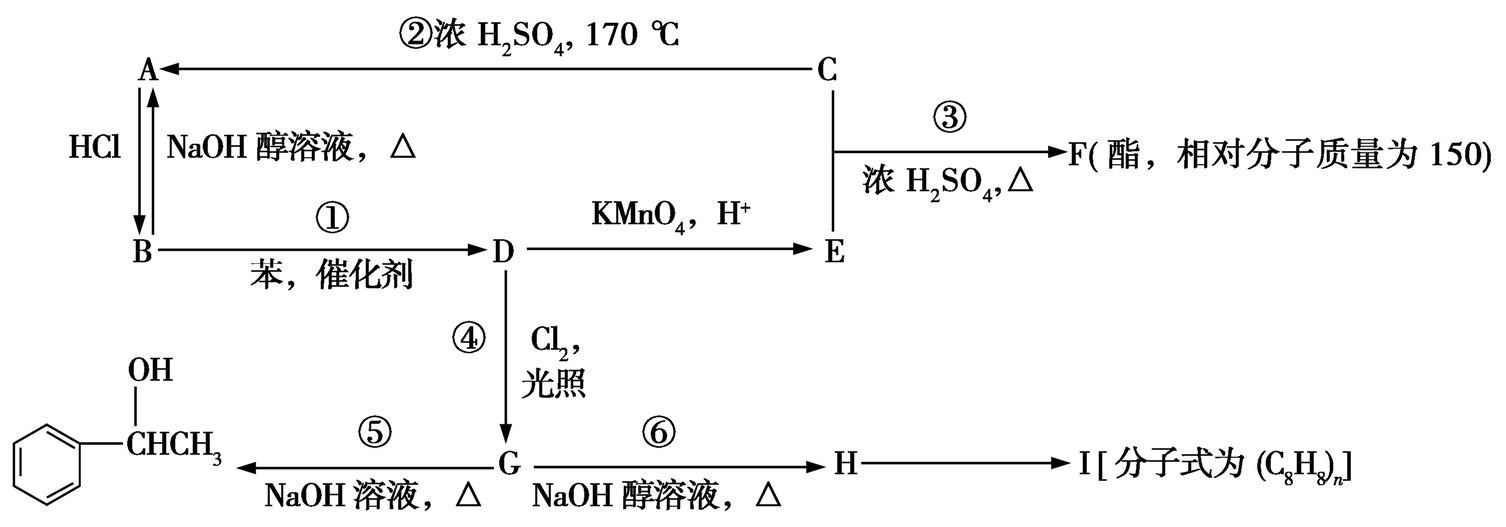 ②浓 H₂SO₄, 170 ℃
A
C
HCl
NaOH 醇溶液，△
③
浓 H₂SO₄,△
F(酯，相对分子质量为 150)
B
①
苯，催化剂
D
KMnO₄，H⁺
E
④
Cl₂，
光照
OH
CHCH₃
⑤
NaOH 溶液，△
G
⑥
NaOH 醇溶液，△
H
I [分子式为 (C₈H₈)ₙ]